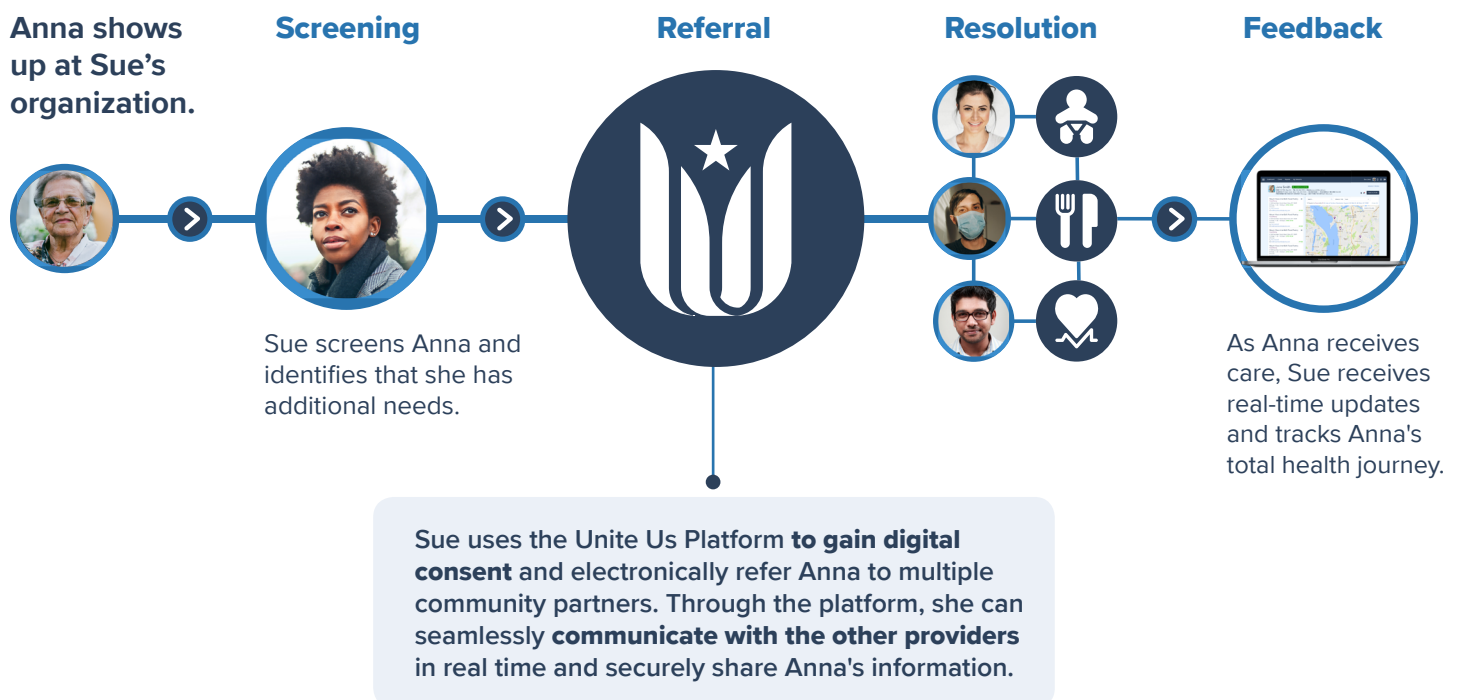 Anna shows
up at Sue’s
organization.
Screening
Referral
Resolution
Feedback
Sue screens Anna and
identifies that she has
additional needs.
As Anna receives
care, Sue receives
real-time updates
and tracks Anna's
total health journey.
Sue uses the Unite Us Platform to gain digital
consent and electronically refer Anna to multiple
community partners. Through the platform, she can
seamlessly communicate with the other providers
in real time and securely share Anna's information.